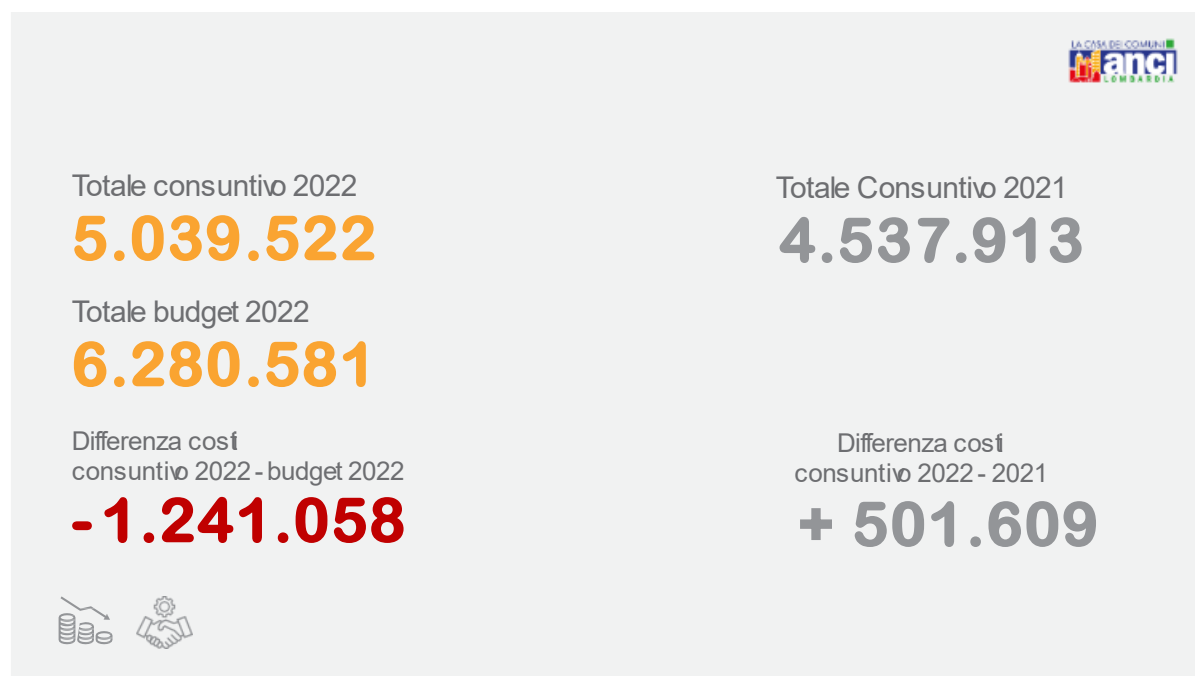 LA CASA DEI COMUNI
anci
LOMBARDIA
Totale consuntivo 2022
5.039.522
Totale budget 2022
6.280.581
Differenza costi
consuntivo 2022 - budget 2022
- 1.241.058
Totale Consuntivo 2021
4.537.913
Differenza costi
consuntivo 2022 - 2021
+ 501.609